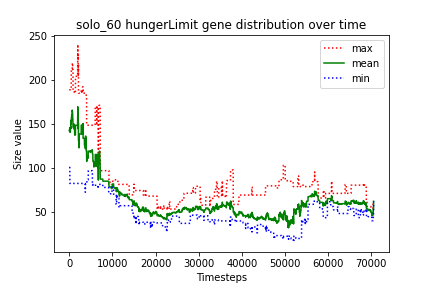 solo_60 hungerLimit gene distribution over time
250
200
150
100
50
Size value
max
mean
min
0
10000
20000
30000
40000
50000
60000
70000
Timesteps